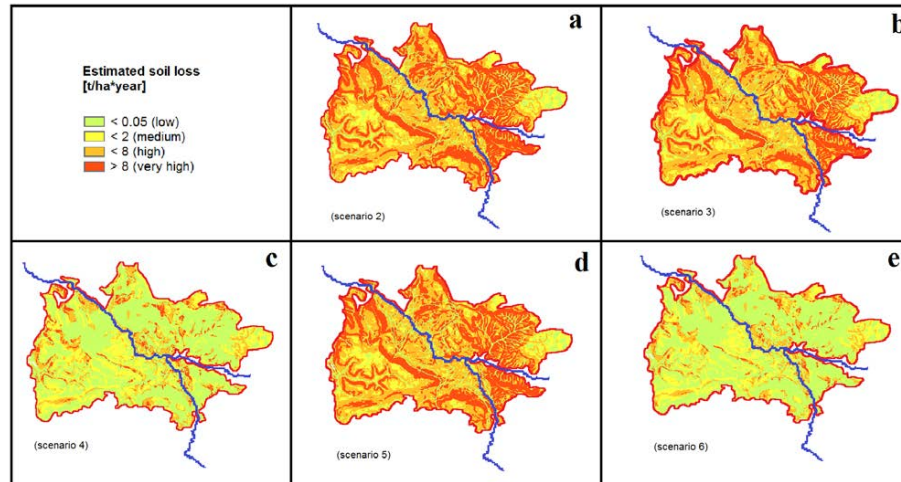 a
b
Estimated soil loss
[t/ha*year]
< 0.05 (low)
< 2 (medium)
< 8 (high)
> 8 (very high)
(scenario 2)
(scenario 3)
c
d
e
(scenario 4)
(scenario 5)
(scenario 6)